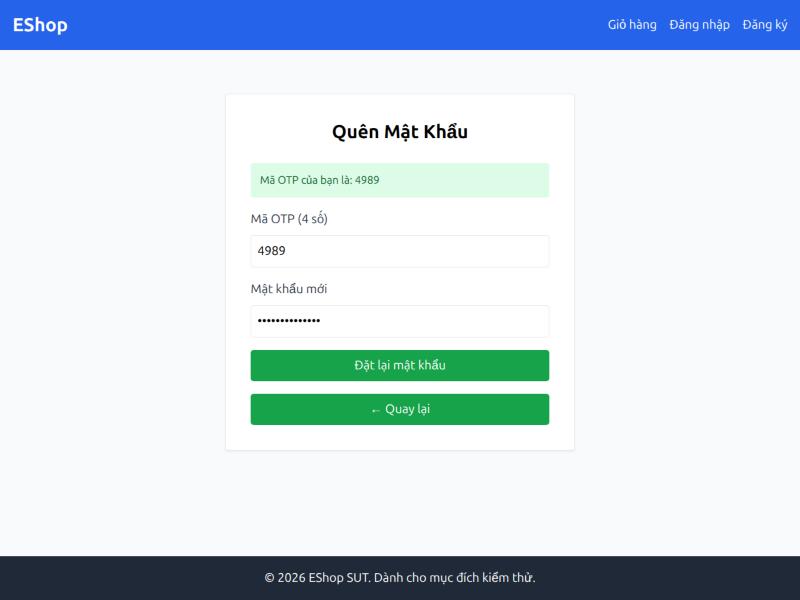 EShop
Giỏ hàng Đăng nhập Đăng ký
Quên Mật Khẩu
Mã OTP của bạn là: 4989
Mã OTP (4 số)
4989
Mật khẩu mới
••••••••••••••
Đặt lại mật khẩu
← Quay lại
© 2026 EShop SUT. Dành cho mục đích kiểm thử.